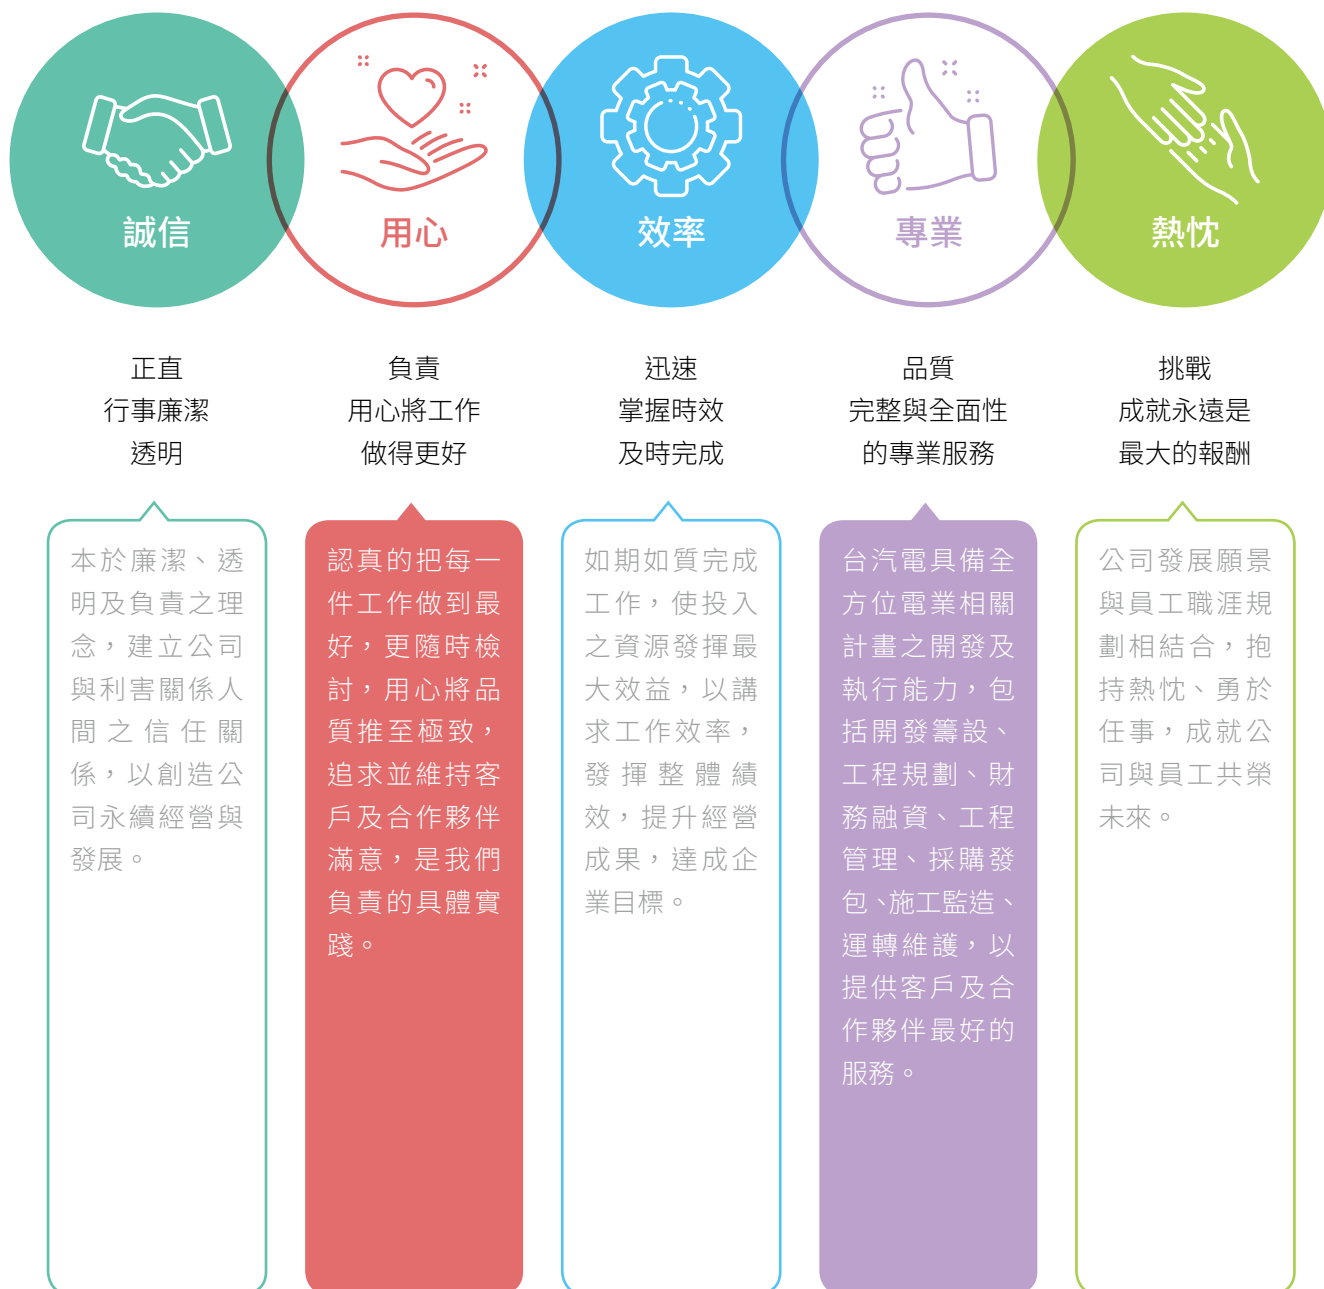 誠信
用心
效率
專業
熱忱
正直
行事廉潔
透明
負責
用心將工作
做得更好
迅速
掌握時效
及時完成
品質
完整與全面性
的專業服務
挑戰
成就永遠是
最大的報酬
本於廉潔、透
明及負責之理
念，建立公司
與利害關係人
間之信任關
係，以創造公
司永續經營與
發展。
認真的把每一
件工作做到最
好，更隨時檢
討，用心將品
質推至極致，
追求並維持客
戶及合作夥伴
滿意，是我們
負責的具體實
踐。
如期如質完成
工作，使投入
之資源發揮最
大效益，以講
求工作效率，
發揮整體績
效，提升經營
成果，達成企
業目標。
台汽電具備全
方位電業相關
計畫之開發及
執行能力，包
括開發籌設、
工程規劃、財
務融資、工程
管理、採購發
包、施工監造、
運轉維護，以
提供客戶及合
作夥伴最好的
服務。
公司發展願景
與員工職涯規
劃相結合，抱
持熱忱、勇於
任事，成就公
司與員工共榮
未來。